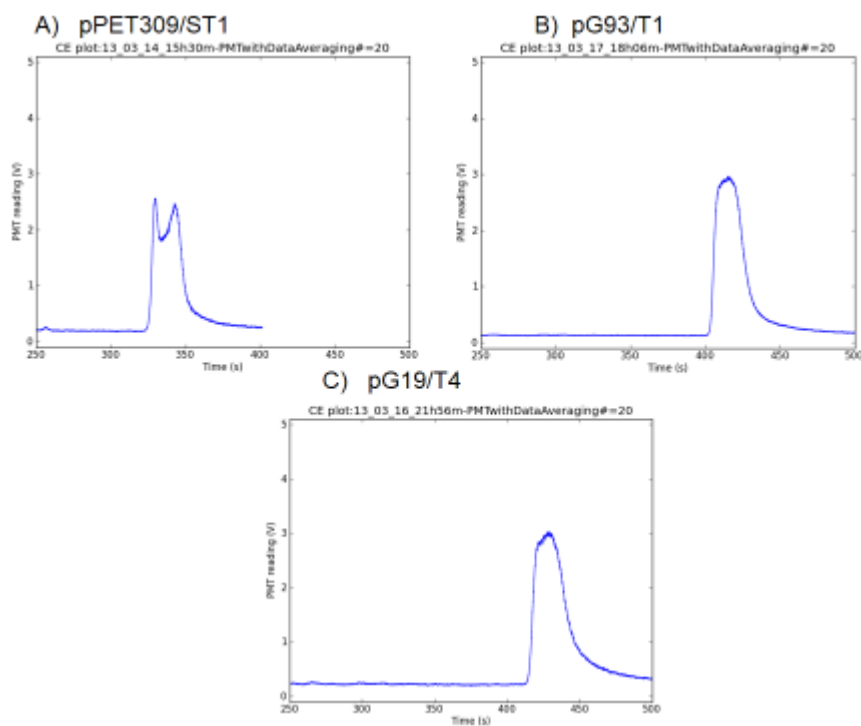 A) pPET309/ST1
CE plot:13_03_14_15h30m-PMTwithDataAveraging#=20
5
4
3
2
1
0
PMT reading (V)
250 300 350 400 450 500
Time (s)
B) pG93/T1
CE plot:13_03_17_18h06m-PMTwithDataAveraging#=20
5
4
3
2
1
0
PMT reading (V)
250 300 350 400 450 500
Time (s)
C) pG19/T4
CE plot:13_03_16_21h56m-PMTwithDataAveraging#=20
5
4
3
2
1
0
PMT reading (V)
250 300 350 400 450 500
Time (s)